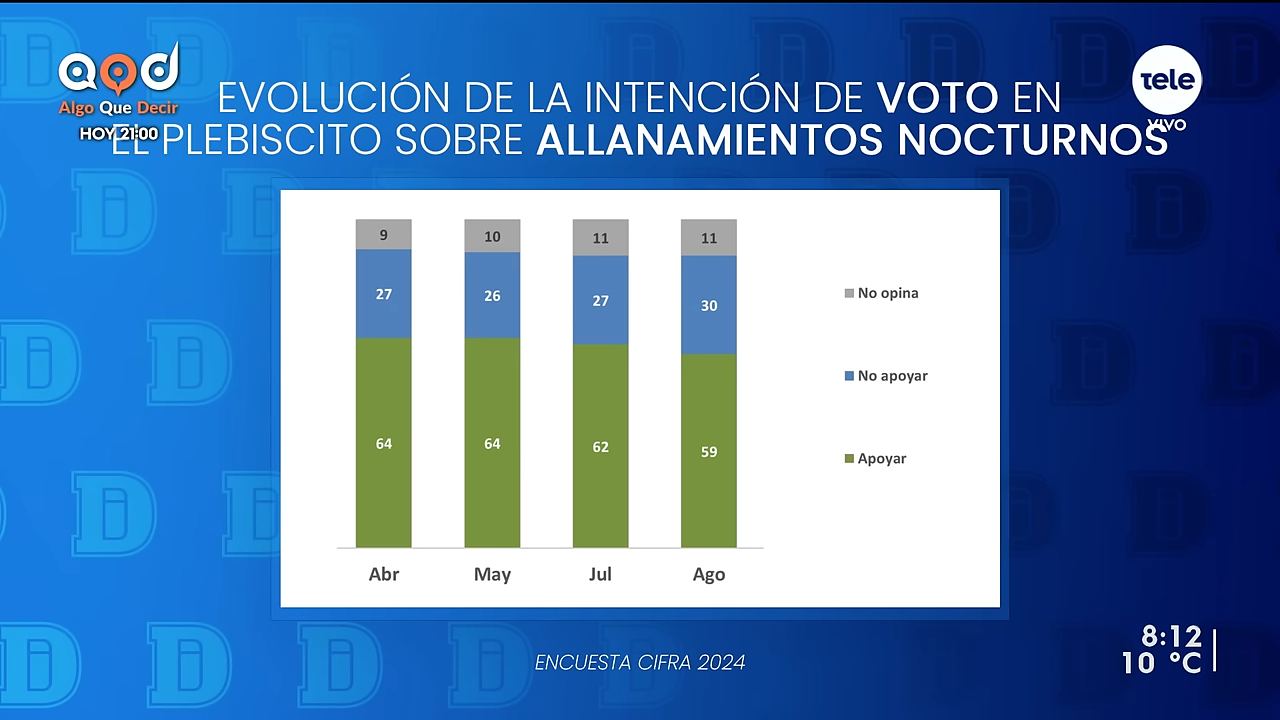 aqd
Algo Que Decir
HOY 21:00
tele
VIVO
EVOLUCIÓN DE LA INTENCIÓN DE VOTO EN
EL PLEBISCITO SOBRE ALLANAMIENTOS NOCTURNOS
9
10
11
11
27
26
27
30
64
64
62
59
No opina
No apoyar
Apoyar
Abr
May
Jul
Ago
ENCUESTA CIFRA 2024
8:12
10 °C